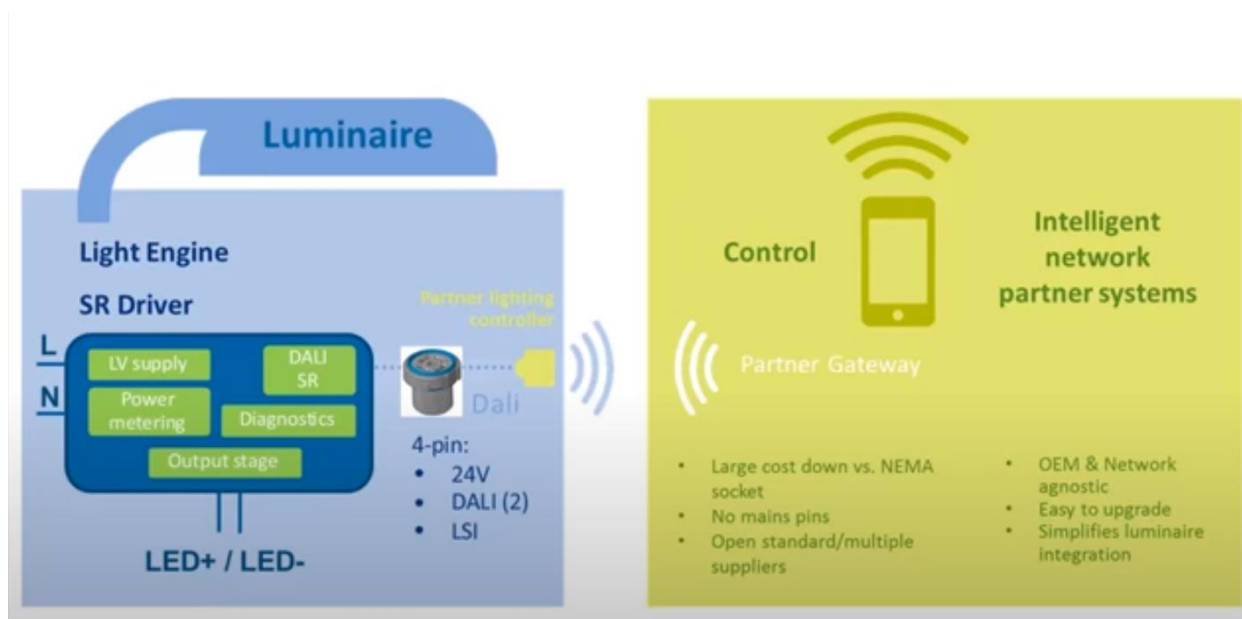 Luminaire
Light Engine
SR Driver
L
N
LV supply
DALI
SR
Power
metering
Diagnostics
Output stage
LED+ / LED-
Partner lighting
controller
Dali
4-pin:
• 24V
• DALI (2)
• LSI
Control
Intelligent
network
partner systems
Partner Gateway
• Large cost down vs. NEMA
socket
• No mains pins
• Open standard/multiple
suppliers
• OEM & Network
agnostic
• Easy to upgrade
• Simplifies luminaire
integration